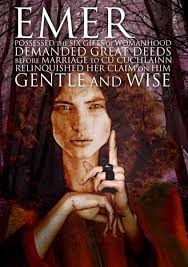 EMER
POSSESSED THE SIX GIFTS OF WOMANHOOD
DEMANDED GREAT DEEDS
BEFORE MARRIAGE TO CU CUCHLAINN
RELINQUISHED HER CLAIM ON HIM
GENTLE AND WISE